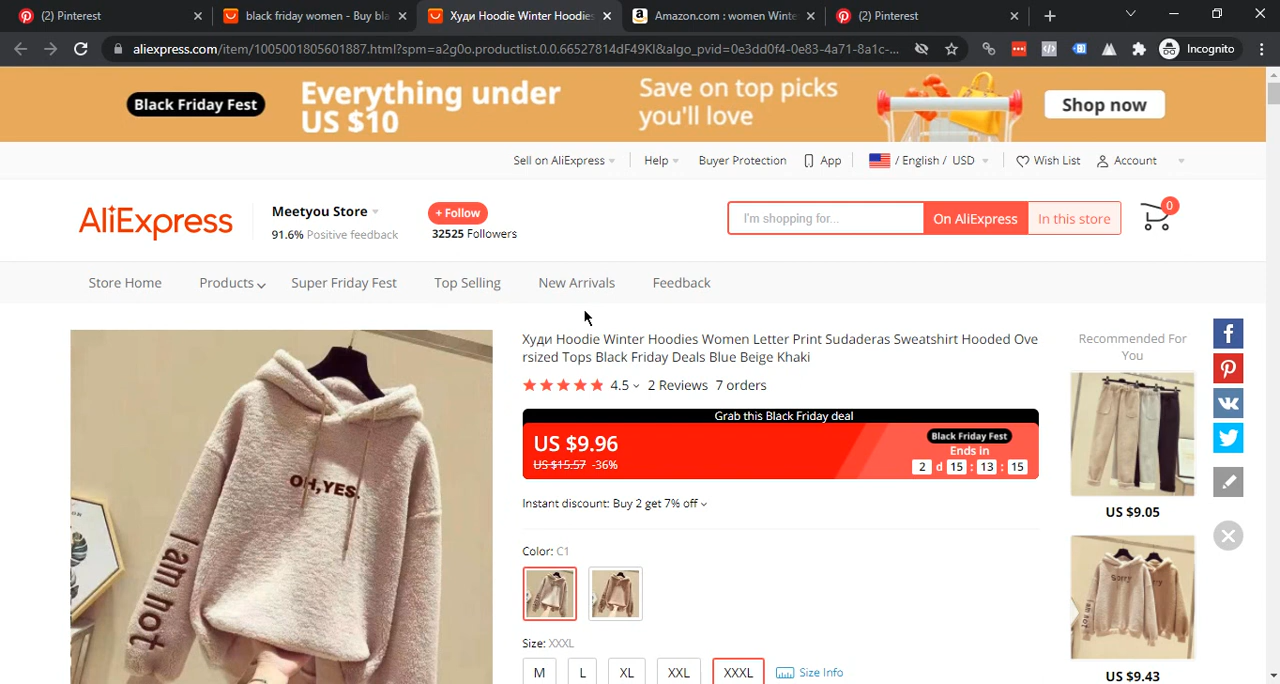 (2) Pinterest
black friday women - Buy bla
Худи Hoodie Winter Hoodies
Amazon.com : women Winte
(2) Pinterest
aliexpress.com/item/1005001805601887.html?spm=a2g0o.productlist.0.0.66527814dF49KI&algo_pvid=0e3dd0f4-0e83-4a71-8a1c-...
Incognito
Black Friday Fest
Everything under
US $10
Save on top picks
you'll love
Shop now
Sell on AliExpress
Help
Buyer Protection
App
/ English / USD
Wish List
Account
AliExpress
Meetyou Store
91.6% Positive feedback
+ Follow
32525 Followers
I'm shopping for...
On AliExpress
In this store
0
Store Home
Products
Super Friday Fest
Top Selling
New Arrivals
Feedback
OH,YES.
I am not
Худи Hoodie Winter Hoodies Women Letter Print Sudaderas Sweatshirt Hooded Ove
rsized Tops Black Friday Deals Blue Beige Khaki
4.5
2 Reviews 7 orders
Grab this Black Friday deal
US $9.96
US $15.57 -36%
Black Friday Fest
Ends in
2 d 15 : 13 : 15
Instant discount: Buy 2 get 7% off
Color: C1
Size: XXXL
M
L
XL
XXL
XXXL
Size Info
Recommended For
You
US $9.05
Sorry
I am not
US $9.43